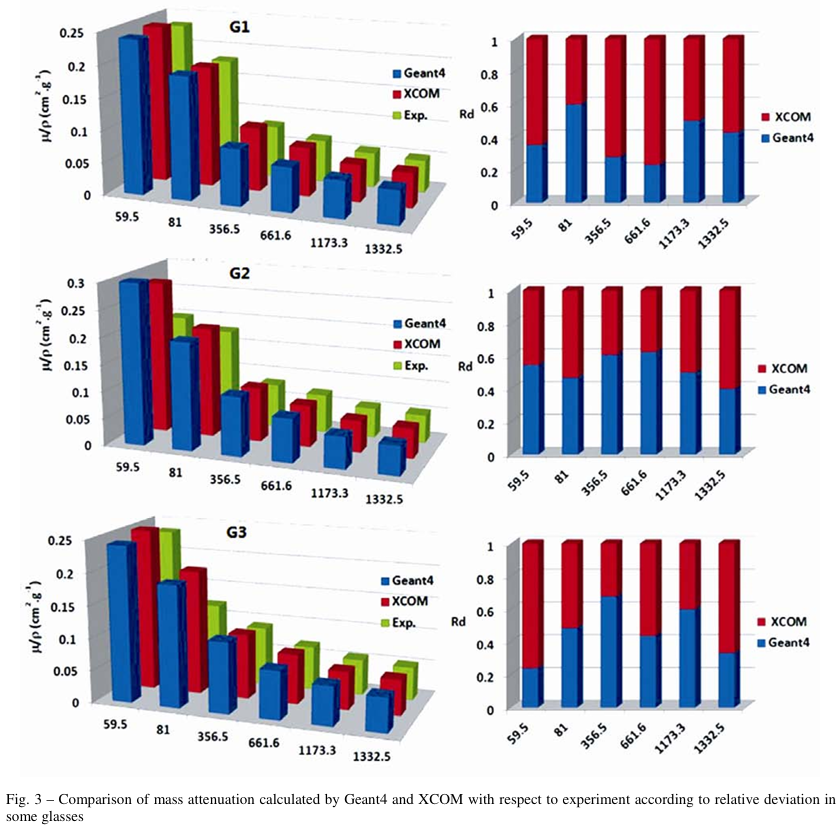 G1
0.25
0.2
0.15
0.1
0.05
0
μ/ρ (cm².g⁻¹)
59.5
81
356.5
661.6
1173.3
1332.5
Geant4
XCOM
Exp.
Rd
1
0.8
0.6
0.4
0.2
0
59.5
81
356.5
661.6
1173.3
1332.5
XCOM
Geant4
G2
0.3
0.25
0.2
0.15
0.1
0.05
0
μ/ρ (cm².g⁻¹)
59.5
81
356.5
661.6
1173.3
1332.5
Geant4
XCOM
Exp.
Rd
1
0.8
0.6
0.4
0.2
0
59.5
81
356.5
661.6
1173.3
1332.5
XCOM
Geant4
G3
0.25
0.2
0.15
0.1
0.05
0
μ/ρ (cm².g⁻¹)
59.5
81
356.5
661.6
1173.3
1332.5
Geant4
XCOM
Exp.
Rd
1
0.8
0.6
0.4
0.2
0
59.5
81
356.5
661.6
1173.3
1332.5
XCOM
Geant4
Fig. 3 – Comparison of mass attenuation calculated by Geant4 and XCOM with respect to experiment according to relative deviation in
some glasses